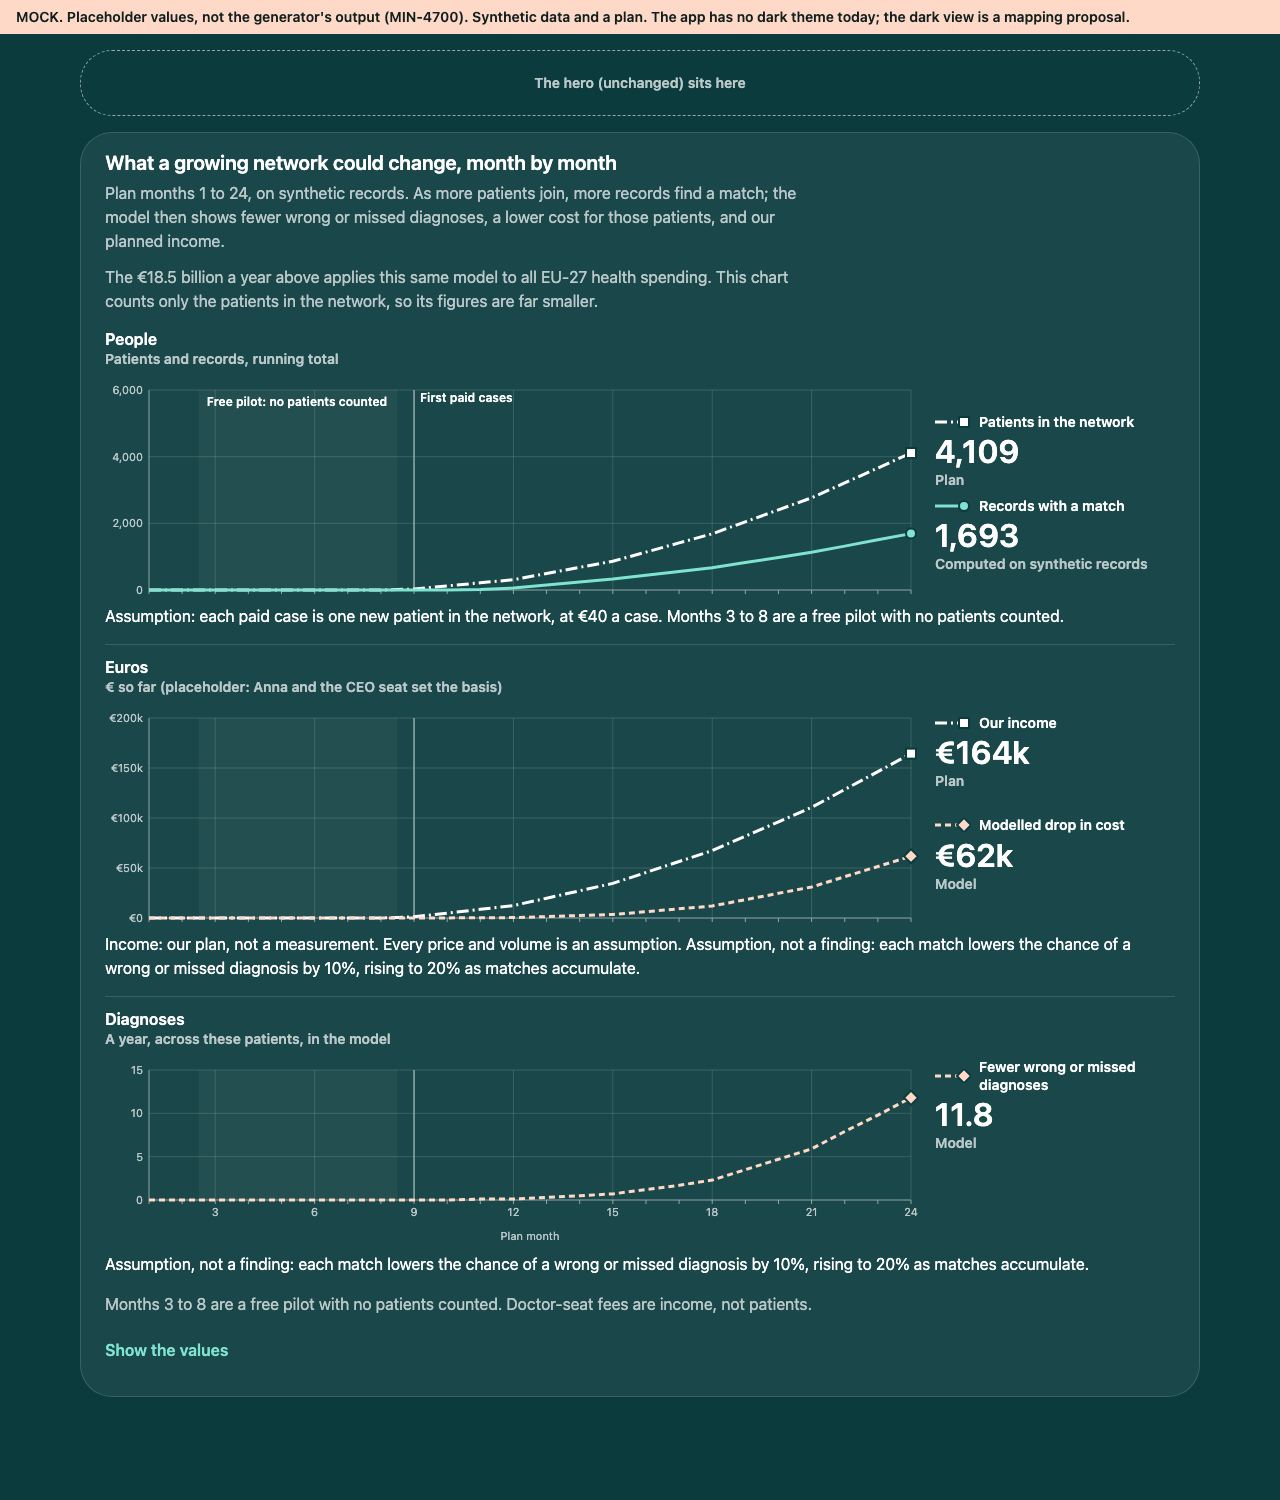 MOCK. Placeholder values, not the generator's output (MIN-4700). Synthetic data and a plan. The app has no dark theme today; the dark view is a mapping proposal.
The hero (unchanged) sits here
What a growing network could change, month by month
Plan months 1 to 24, on synthetic records. As more patients join, more records find a match; the
model then shows fewer wrong or missed diagnoses, a lower cost for those patients, and our
planned income.
The €18.5 billion a year above applies this same model to all EU-27 health spending. This chart
counts only the patients in the network, so its figures are far smaller.
People
Patients and records, running total
6,000
4,000
2,000
0
Free pilot: no patients counted
First paid cases
Patients in the network
4,109
Plan
Records with a match
1,693
Computed on synthetic records
Assumption: each paid case is one new patient in the network, at €40 a case. Months 3 to 8 are a free pilot with no patients counted.
Euros
€ so far (placeholder: Anna and the CEO seat set the basis)
€200k
€150k
€100k
€50k
€0
Our income
€164k
Plan
Modelled drop in cost
€62k
Model
Income: our plan, not a measurement. Every price and volume is an assumption. Assumption, not a finding: each match lowers the chance of a
wrong or missed diagnosis by 10%, rising to 20% as matches accumulate.
Diagnoses
A year, across these patients, in the model
15
10
5
0
3 6 9 12 15 18 21 24
Plan month
Fewer wrong or missed
diagnoses
11.8
Model
Assumption, not a finding: each match lowers the chance of a wrong or missed diagnosis by 10%, rising to 20% as matches accumulate.
Months 3 to 8 are a free pilot with no patients counted. Doctor-seat fees are income, not patients.
Show the values